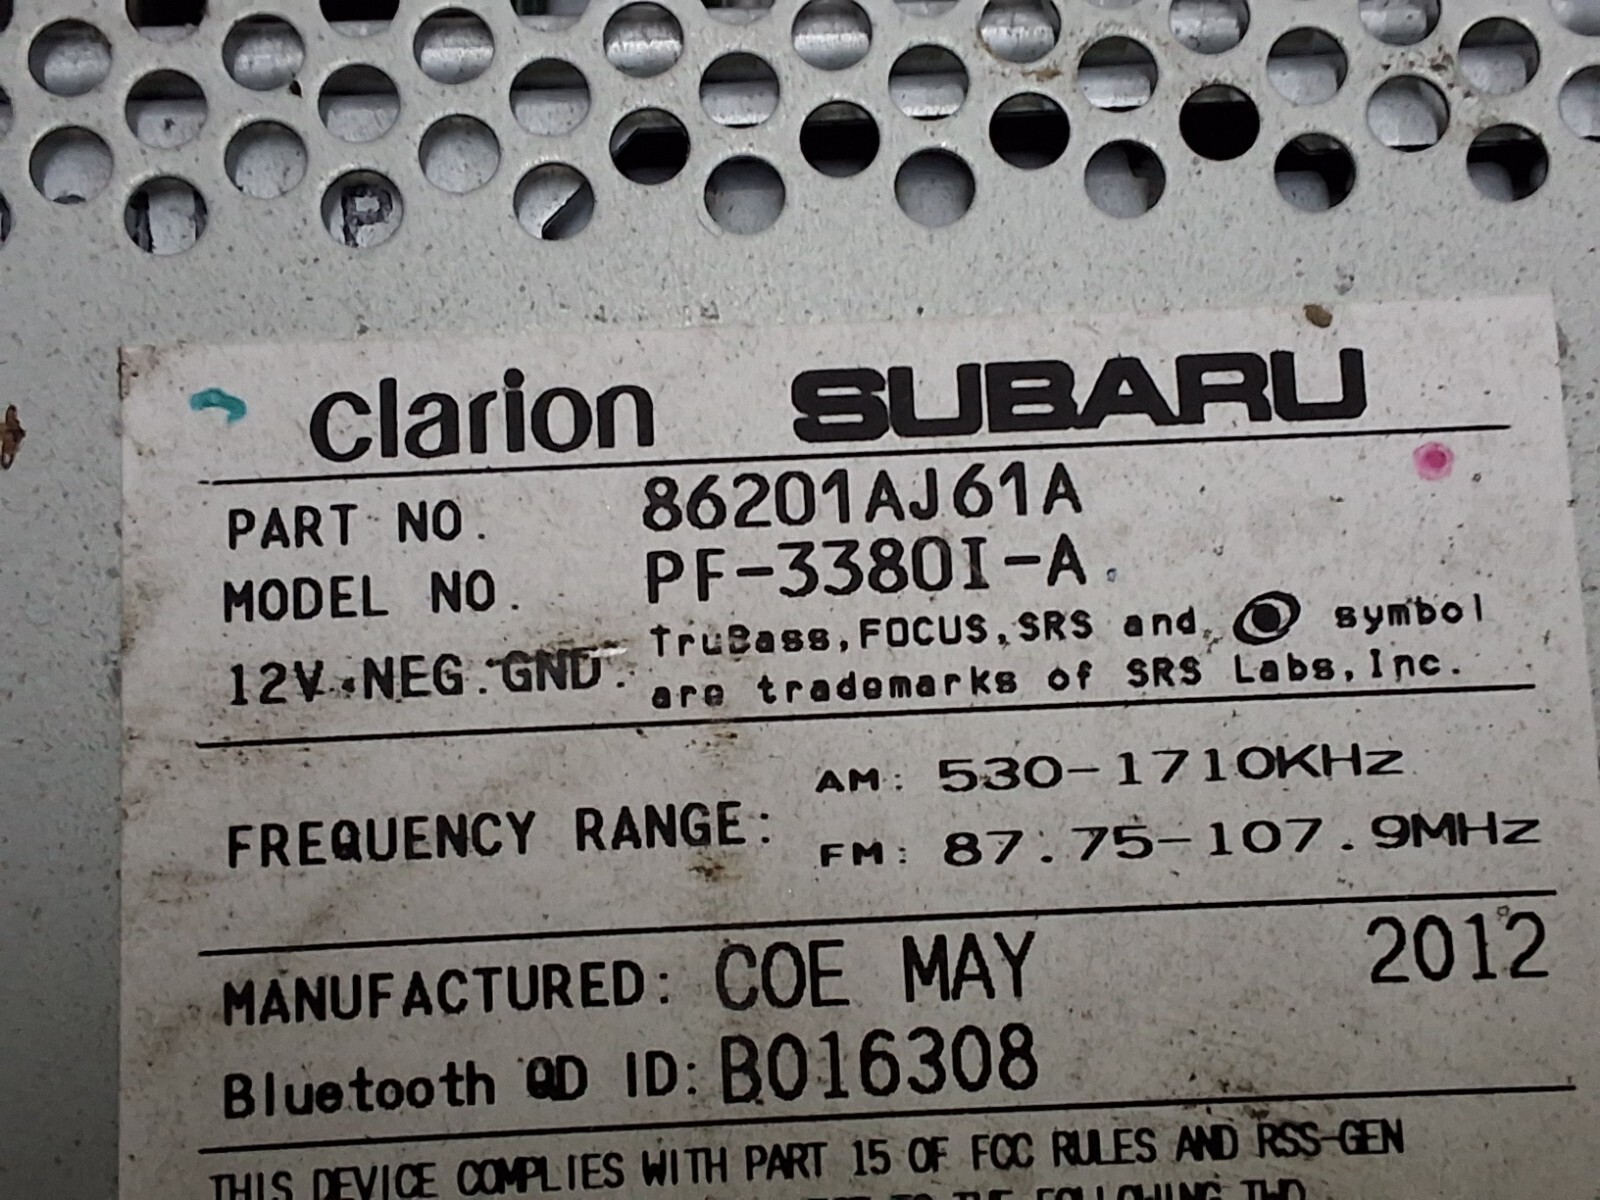 clarion SUBARU
PART NO. 86201AJ61A
MODEL NO. PF-3380I-A
12V NEG. GND. TruBass, FOCUS, SRS and symbol
are trademarks of SRS Labs, Inc.
FREQUENCY RANGE: AM: 530-1710KHz
FM: 87.75-107.9MHz
MANUFACTURED: COE MAY 2012
Bluetooth QD ID: B016308
THIS DEVICE COMPLIES WITH PART 15 OF FCC RULES AND RSS-GEN
FOLLOWING TWO